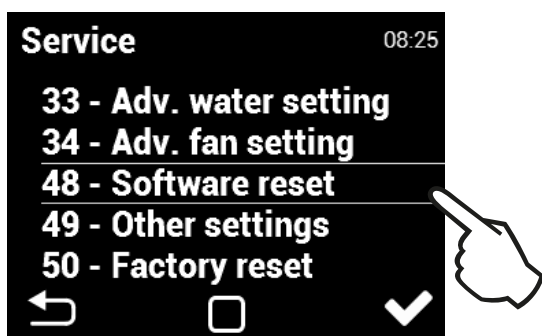 Service 08:25
33 - Adv. water setting
34 - Adv. fan setting
48 - Software reset
49 - Other settings
50 - Factory reset